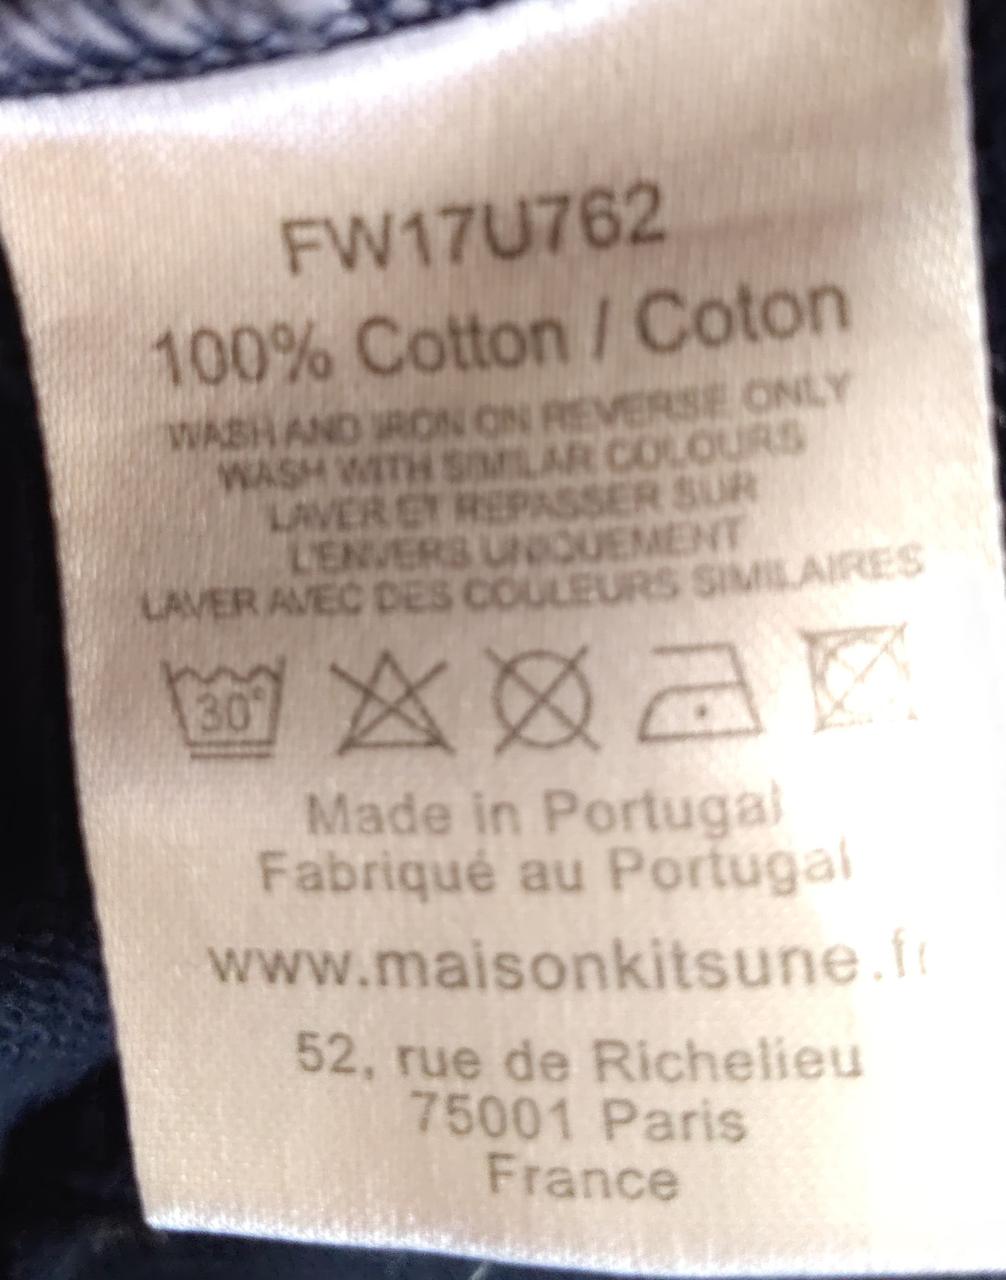 FW17U762
100% Cotton / Coton
WASH AND IRON ON REVERSE ONLY
WASH WITH SIMILAR COLOURS
LAVER ET REPASSER SUR
L'ENVERS UNIQUEMENT
LAVER AVEC DES COULEURS SIMILAIRES
30°
Made in Portugal
Fabriqué au Portugal
www.maisonkitsune.fr
52, rue de Richelieu
75001 Paris
France